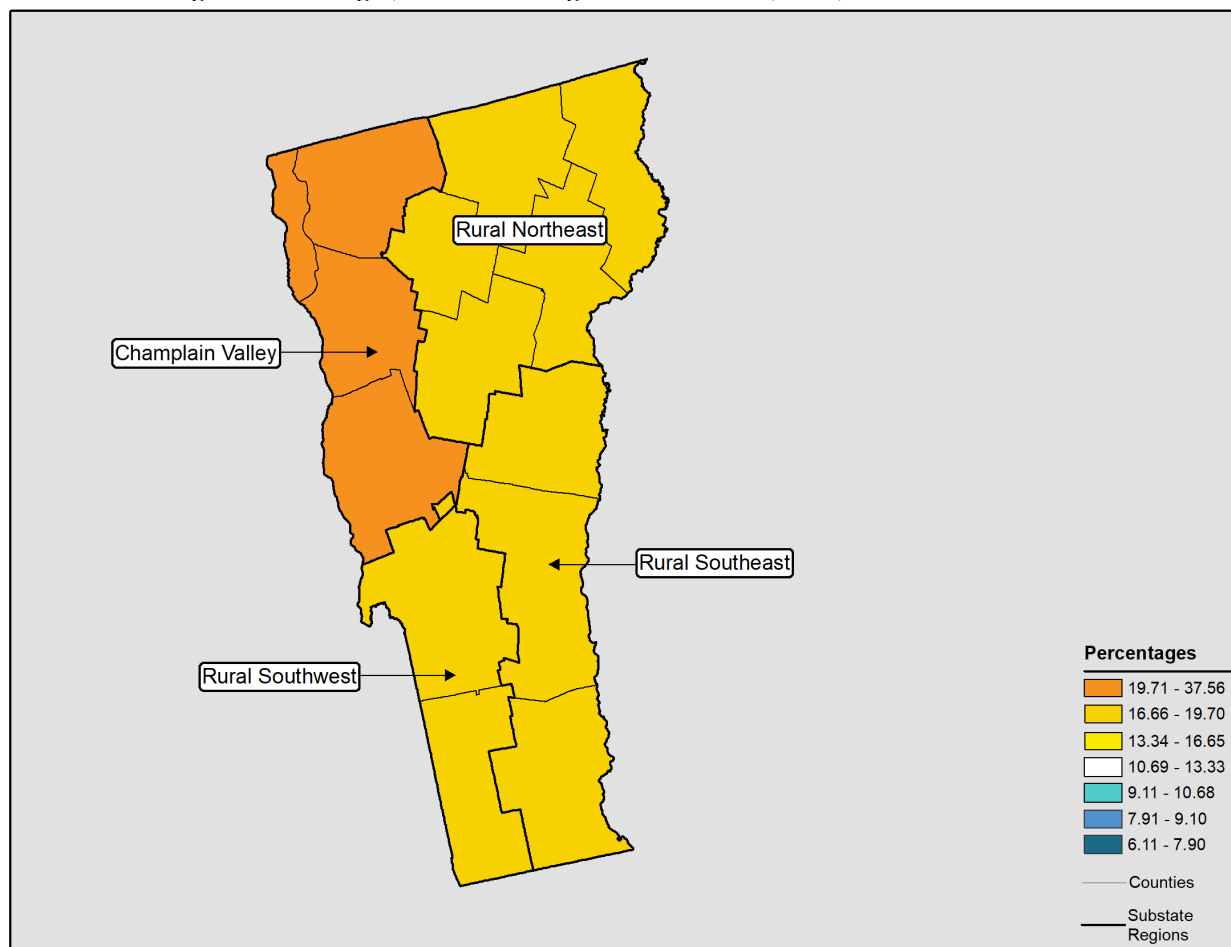 Rural Northeast
Champlain Valley
Rural Southeast
Rural Southwest
Percentages
19.71 - 37.56
16.66 - 19.70
13.34 - 16.65
10.69 - 13.33
9.11 - 10.68
7.91 - 9.10
6.11 - 7.90
Counties
Substate
Regions